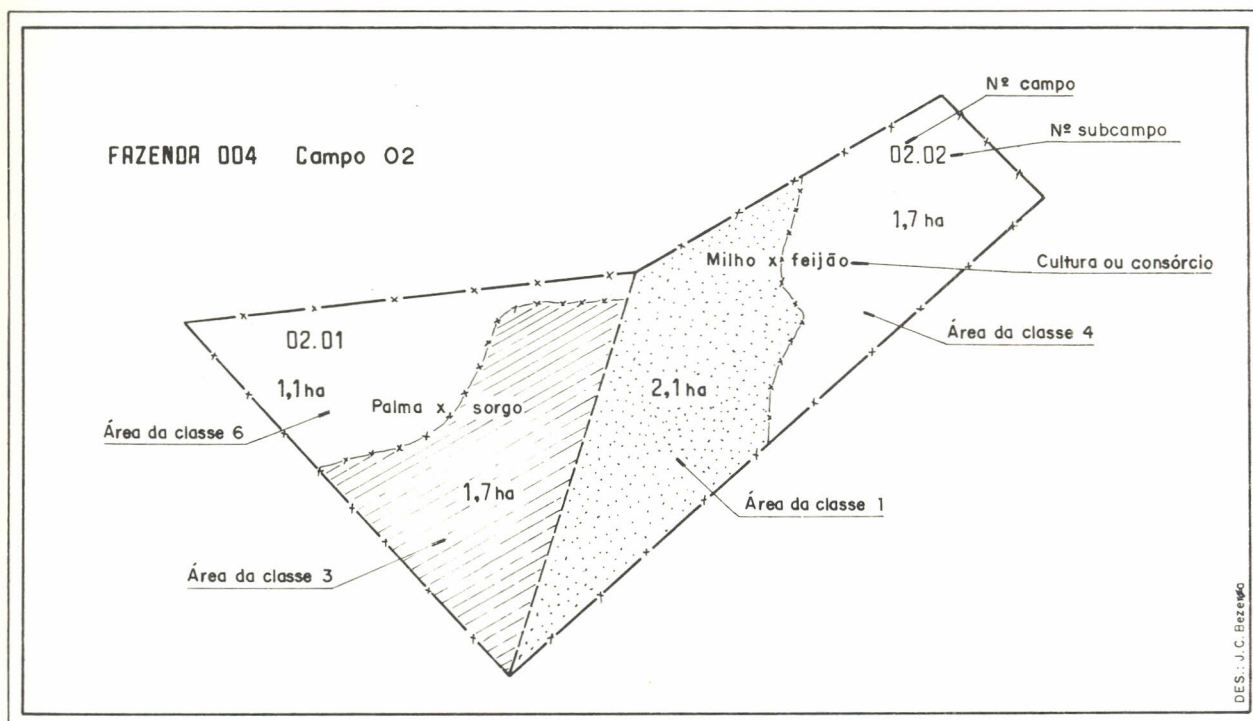 FAZENDA 004 Campo 02
Nº campo
Nº subcampo
02.02
1,7 ha
Milho x feijão
Cultura ou consórcio
Área da classe 4
02.01
1,1 ha
Palma x sorgo
2,1 ha
Área da classe 6
1,7 ha
Área da classe 1
Área da classe 3